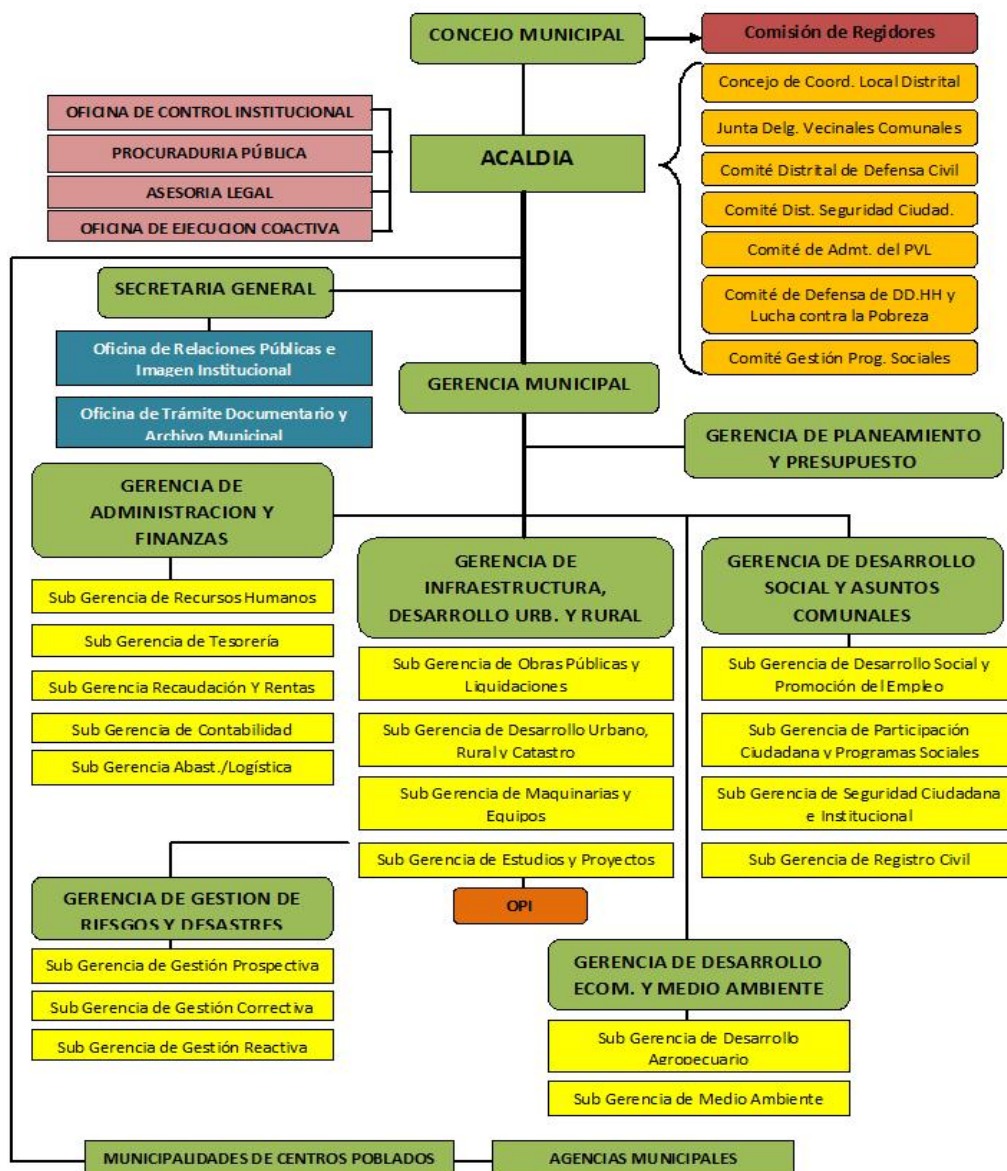 CONCEJO MUNICIPAL
Comisión de Regidores
Concejo de Coord. Local Distrital
Junta Delg. Vecinales Comunales
Comité Distrital de Defensa Civil
Comité Dist. Seguridad Ciudad.
Comité de Admt. del PVL
Comité de Defensa de DD.HH y
Lucha contra la Pobreza
Comité Gestión Prog. Sociales
OFICINA DE CONTROL INSTITUCIONAL
PROCURADURIA PÚBLICA
ASESORIA LEGAL
OFICINA DE EJECUCION COACTIVA
ACALDIA
SECRETARIA GENERAL
Oficina de Relaciones Públicas e
Imagen Institucional
Oficina de Trámite Documentario y
Archivo Municipal
GERENCIA MUNICIPAL
GERENCIA DE PLANEAMIENTO
Y PRESUPUESTO
GERENCIA DE
ADMINISTRACION Y
FINANZAS
Sub Gerencia de Recursos Humanos
Sub Gerencia de Tesorería
Sub Gerencia Recaudación Y Rentas
Sub Gerencia de Contabilidad
Sub Gerencia Abast./Logística
GERENCIA DE
INFRAESTRUCTURA,
DESARROLLO URB. Y RURAL
Sub Gerencia de Obras Públicas y
Liquidaciones
Sub Gerencia de Desarrollo Urbano,
Rural y Catastro
Sub Gerencia de Maquinarias y
Equipos
Sub Gerencia de Estudios y Proyectos
OPI
GERENCIA DE DESARROLLO
SOCIAL Y ASUNTOS
COMUNALES
Sub Gerencia de Desarrollo Social y
Promoción del Empleo
Sub Gerencia de Participación
Ciudadana y Programas Sociales
Sub Gerencia de Seguridad Ciudadana
e Institucional
Sub Gerencia de Registro Civil
GERENCIA DE GESTION DE
RIESGOS Y DESASTRES
Sub Gerencia de Gestión Prospectiva
Sub Gerencia de Gestión Correctiva
Sub Gerencia de Gestión Reactiva
GERENCIA DE DESARROLLO
ECOM. Y MEDIO AMBIENTE
Sub Gerencia de Desarrollo
Agropecuario
Sub Gerencia de Medio Ambiente
MUNICIPALIDADES DE CENTROS POBLADOS
AGENCIAS MUNICIPALES